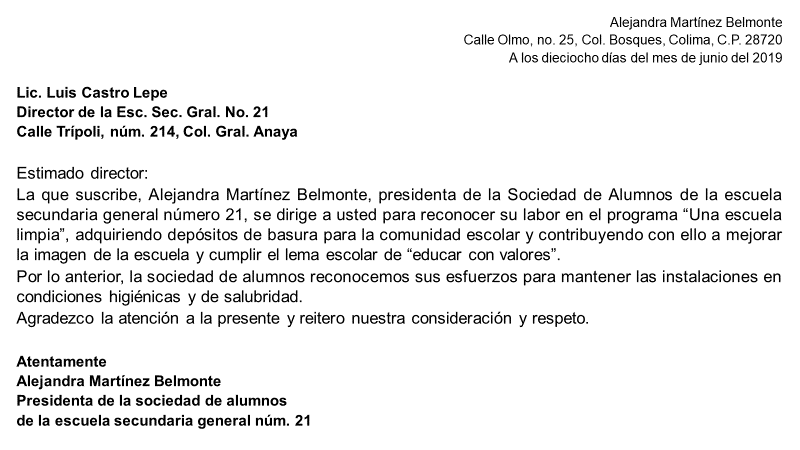 Alejandra Martínez Belmonte
Calle Olmo, no. 25, Col. Bosques, Colima, C.P. 28720
A los dieciocho días del mes de junio del 2019
Lic. Luis Castro Lepe
Director de la Esc. Sec. Gral. No. 21
Calle Trípoli, núm. 214, Col. Gral. Anaya
Estimado director:
La que suscribe, Alejandra Martínez Belmonte, presidenta de la Sociedad de Alumnos de la escuela
secundaria general número 21, se dirige a usted para reconocer su labor en el programa “Una escuela
limpia”, adquiriendo depósitos de basura para la comunidad escolar y contribuyendo con ello a mejorar
la imagen de la escuela y cumplir el lema escolar de “educar con valores”.
Por lo anterior, la sociedad de alumnos reconocemos sus esfuerzos para mantener las instalaciones en
condiciones higiénicas y de salubridad.
Agradezco la atención a la presente y reitero nuestra consideración y respeto.
Atentamente
Alejandra Martínez Belmonte
Presidenta de la sociedad de alumnos
de la escuela secundaria general núm. 21